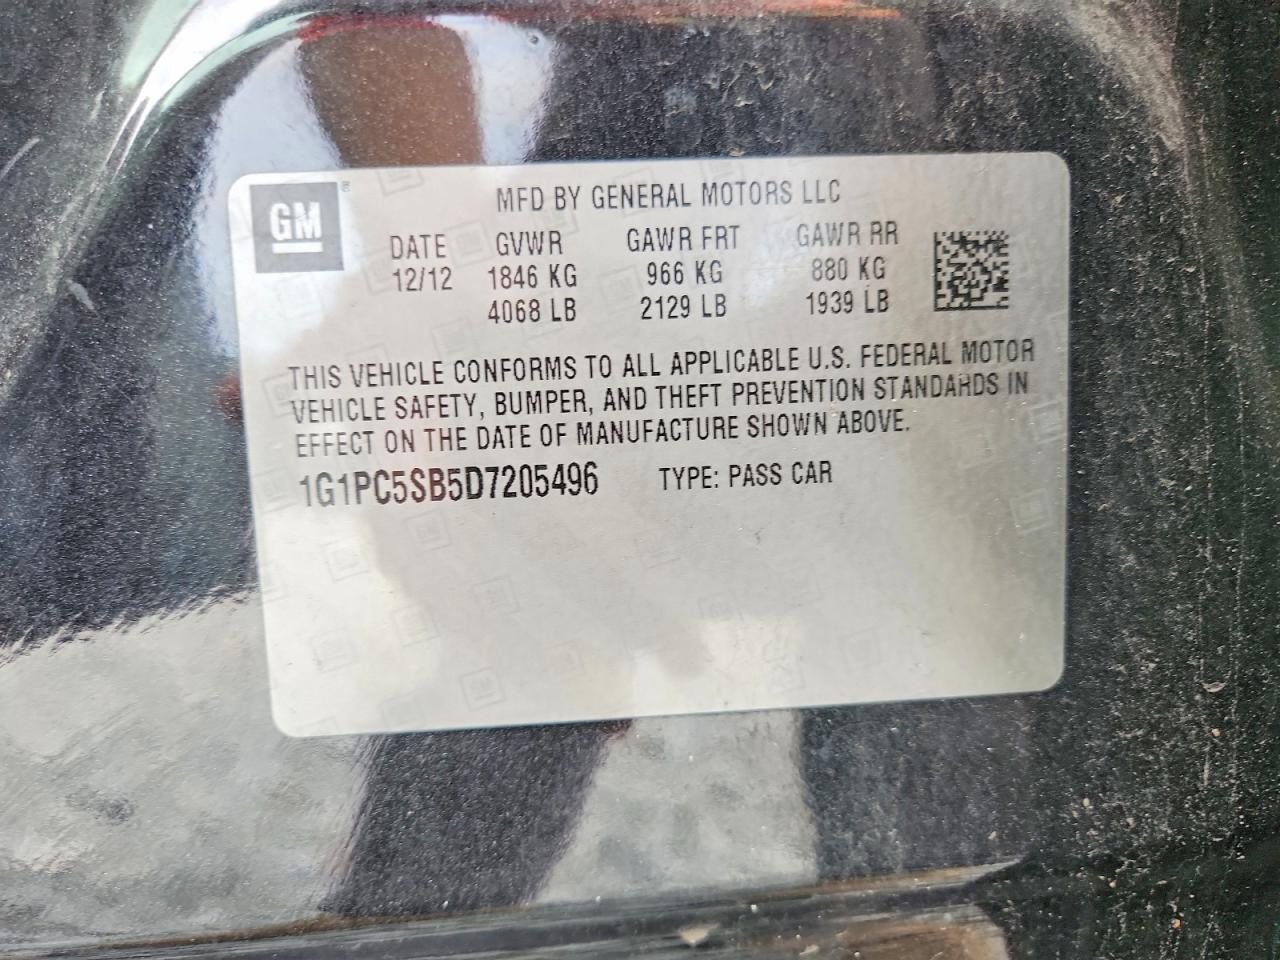 GM
MFD BY GENERAL MOTORS LLC
DATE GVWR GAWR FRT GAWR RR
12/12 1846 KG 966 KG 880 KG
4068 LB 2129 LB 1939 LB
THIS VEHICLE CONFORMS TO ALL APPLICABLE U.S. FEDERAL MOTOR
VEHICLE SAFETY, BUMPER, AND THEFT PREVENTION STANDARDS IN
EFFECT ON THE DATE OF MANUFACTURE SHOWN ABOVE.
1G1PC5SB5D7205496 TYPE: PASS CAR